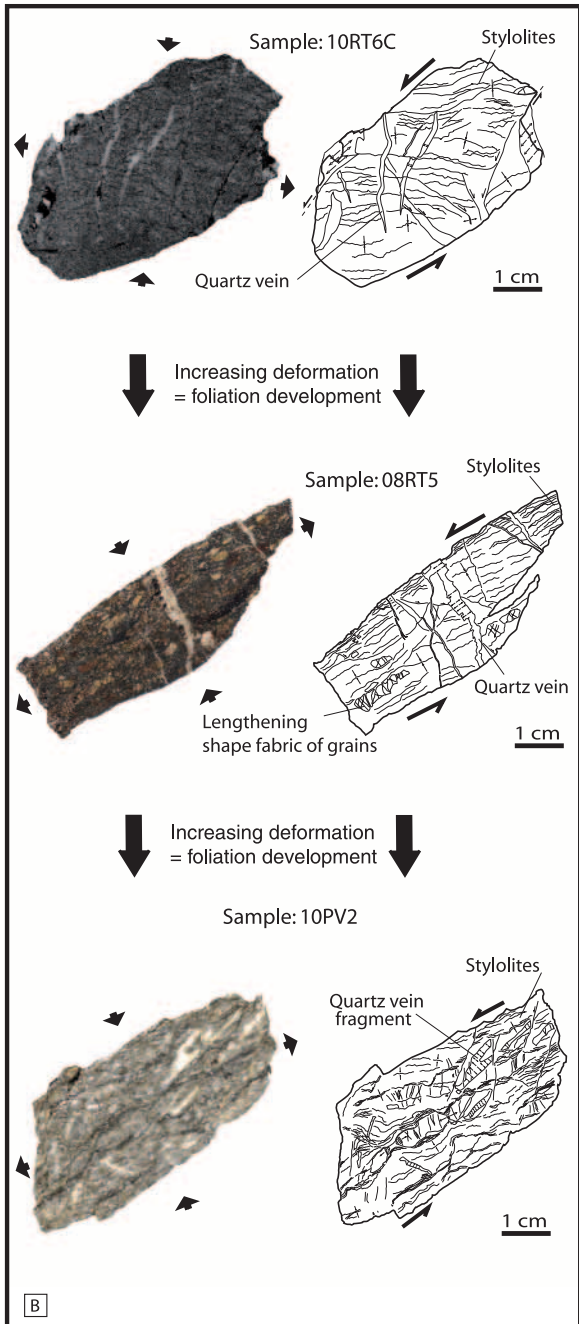 Sample: 10RT6C
Stylolites
Quartz vein
1 cm
Increasing deformation
= foliation development
Sample: 08RT5
Stylolites
Quartz vein
Lengthening
shape fabric of grains
1 cm
Increasing deformation
= foliation development
Sample: 10PV2
Stylolites
Quartz vein
fragment
1 cm
B